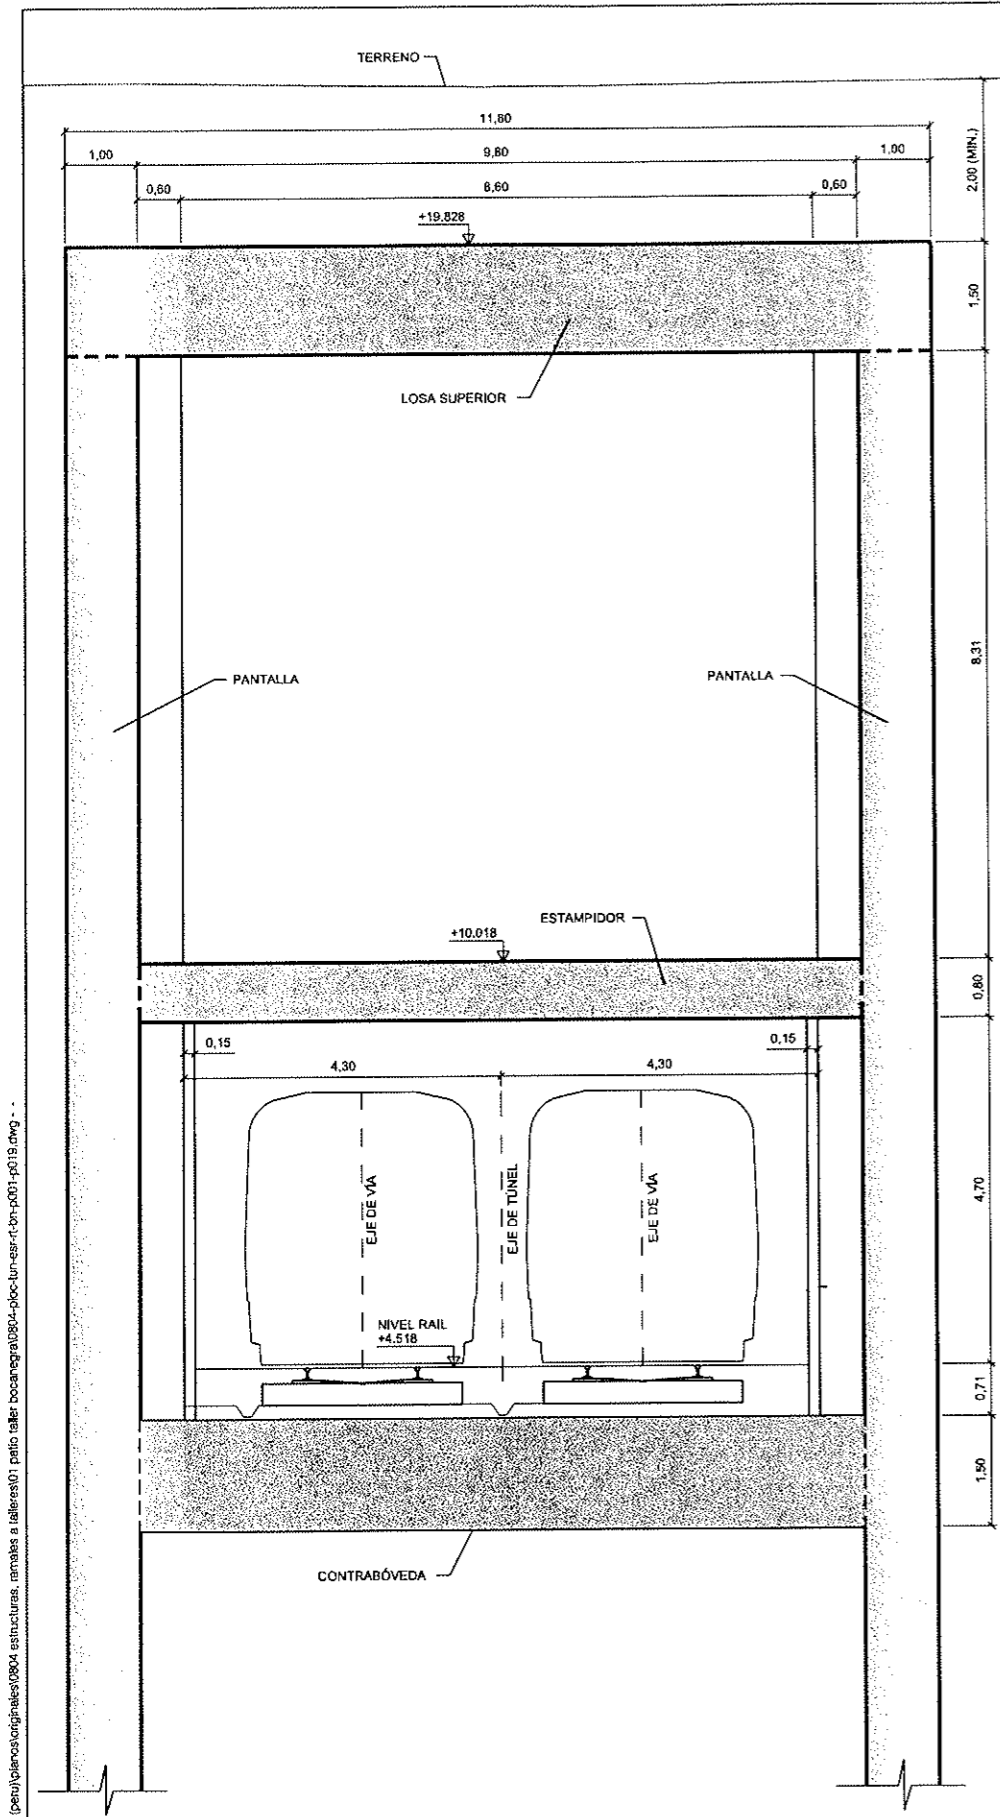 TERRENO
11,80
1,00
9,80
1,00
2,00 (MIN.)
0,60
8,60
0,60
+19.828
1,50
LOSA SUPERIOR
8,31
PANTALLA
PANTALLA
ESTAMPIDOR
+10.018
0,80
0,15
0,15
4,30
4,30
4,70
EJE DE VÍA
EJE DE TÚNEL
EJE DE VÍA
NIVEL RAIL
+4.518
0,71
1,50
CONTRABÓVEDA
(peru)\planos\originales\0804 estructuras, ramales a talleres\01 patio taller bocanegra\0804-ploc-tun-esr-rt-bn-p001-p019.dwg - -